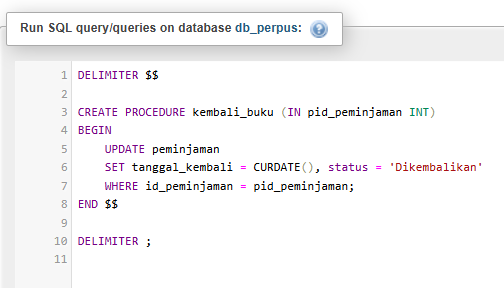 Run SQL query/queries on database db_perpus:
1 DELIMITER $$
2
3 CREATE PROCEDURE kembali_buku (IN pid_peminjaman INT)
4 BEGIN
5     UPDATE peminjaman
6     SET tanggal_kembali = CURDATE(), status = 'Dikembalikan'
7     WHERE id_peminjaman = pid_peminjaman;
8 END $$
9
10 DELIMITER ;
11